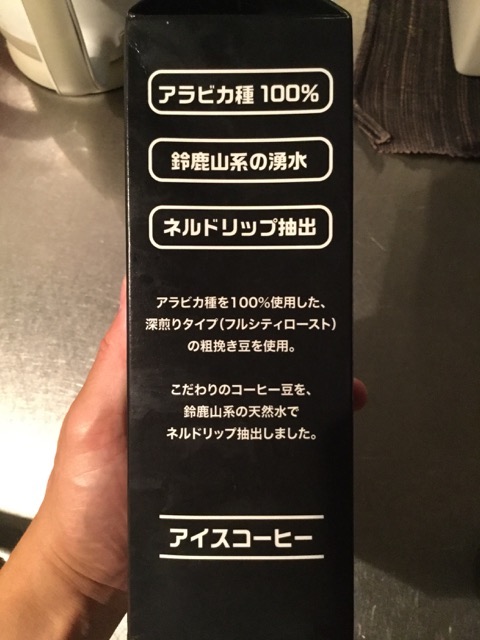 アラビカ種 100%
鈴鹿山系の湧水
ネルドリップ抽出
アラビカ種を100%使用した、
深煎りタイプ(フルシティロースト)
の粗挽き豆を使用。
こだわりのコーヒー豆を、
鈴鹿山系の天然水で
ネルドリップ抽出しました。
アイスコーヒー